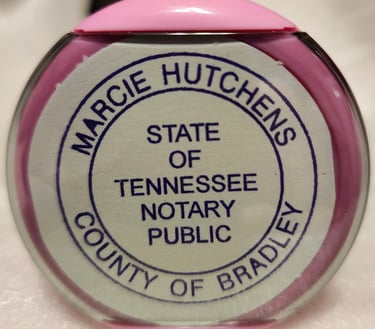 MARCIE HUTCHENS
STATE
OF
TENNESSEE
NOTARY
PUBLIC
COUNTY OF BRADLEY